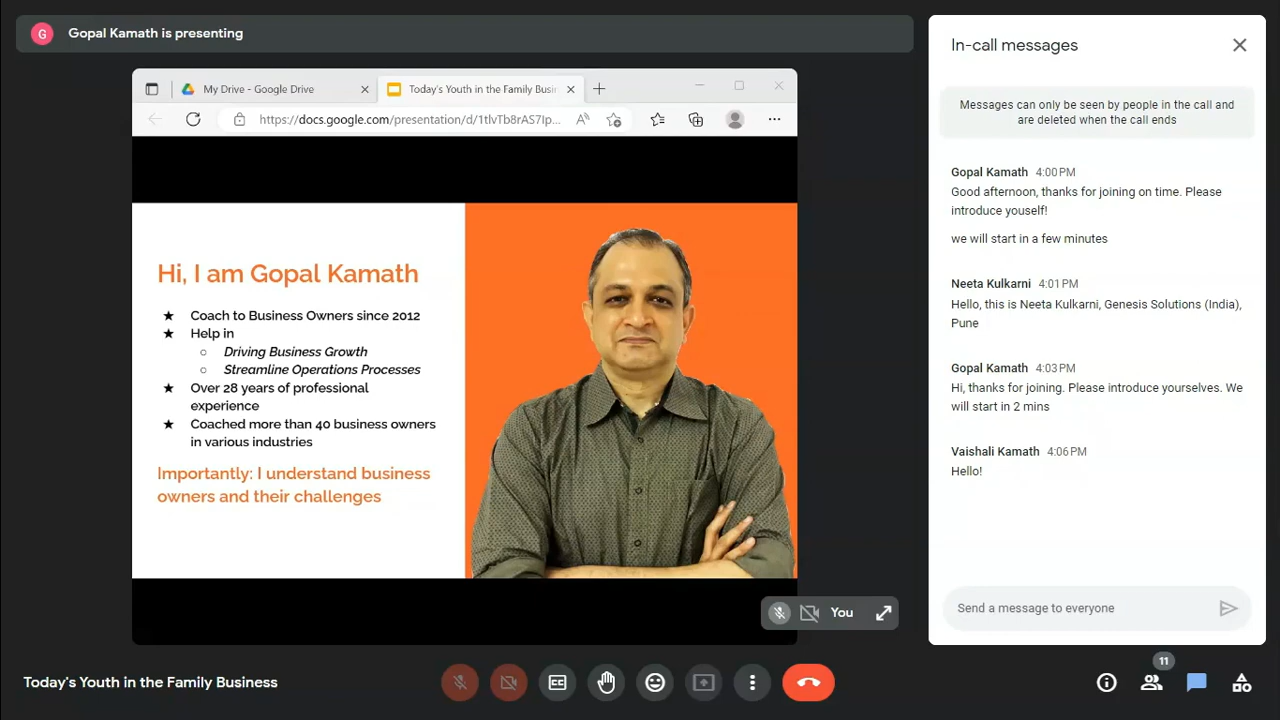 G Gopal Kamath is presenting
My Drive - Google Drive
Today's Youth in the Family Busin
https://docs.google.com/presentation/d/1tlvTb8rAS7Ip...
Hi, I am Gopal Kamath
★ Coach to Business Owners since 2012
★ Help in
○ Driving Business Growth
○ Streamline Operations Processes
★ Over 28 years of professional
experience
★ Coached more than 40 business owners
in various industries
Importantly: I understand business
owners and their challenges
You
In-call messages
Messages can only be seen by people in the call and
are deleted when the call ends
Gopal Kamath 4:00 PM
Good afternoon, thanks for joining on time. Please
introduce youself!
we will start in a few minutes
Neeta Kulkarni 4:01 PM
Hello, this is Neeta Kulkarni, Genesis Solutions (India),
Pune
Gopal Kamath 4:03 PM
Hi, thanks for joining. Please introduce yourselves. We
will start in 2 mins
Vaishali Kamath 4:06 PM
Hello!
Send a message to everyone
Today's Youth in the Family Business
CC
11